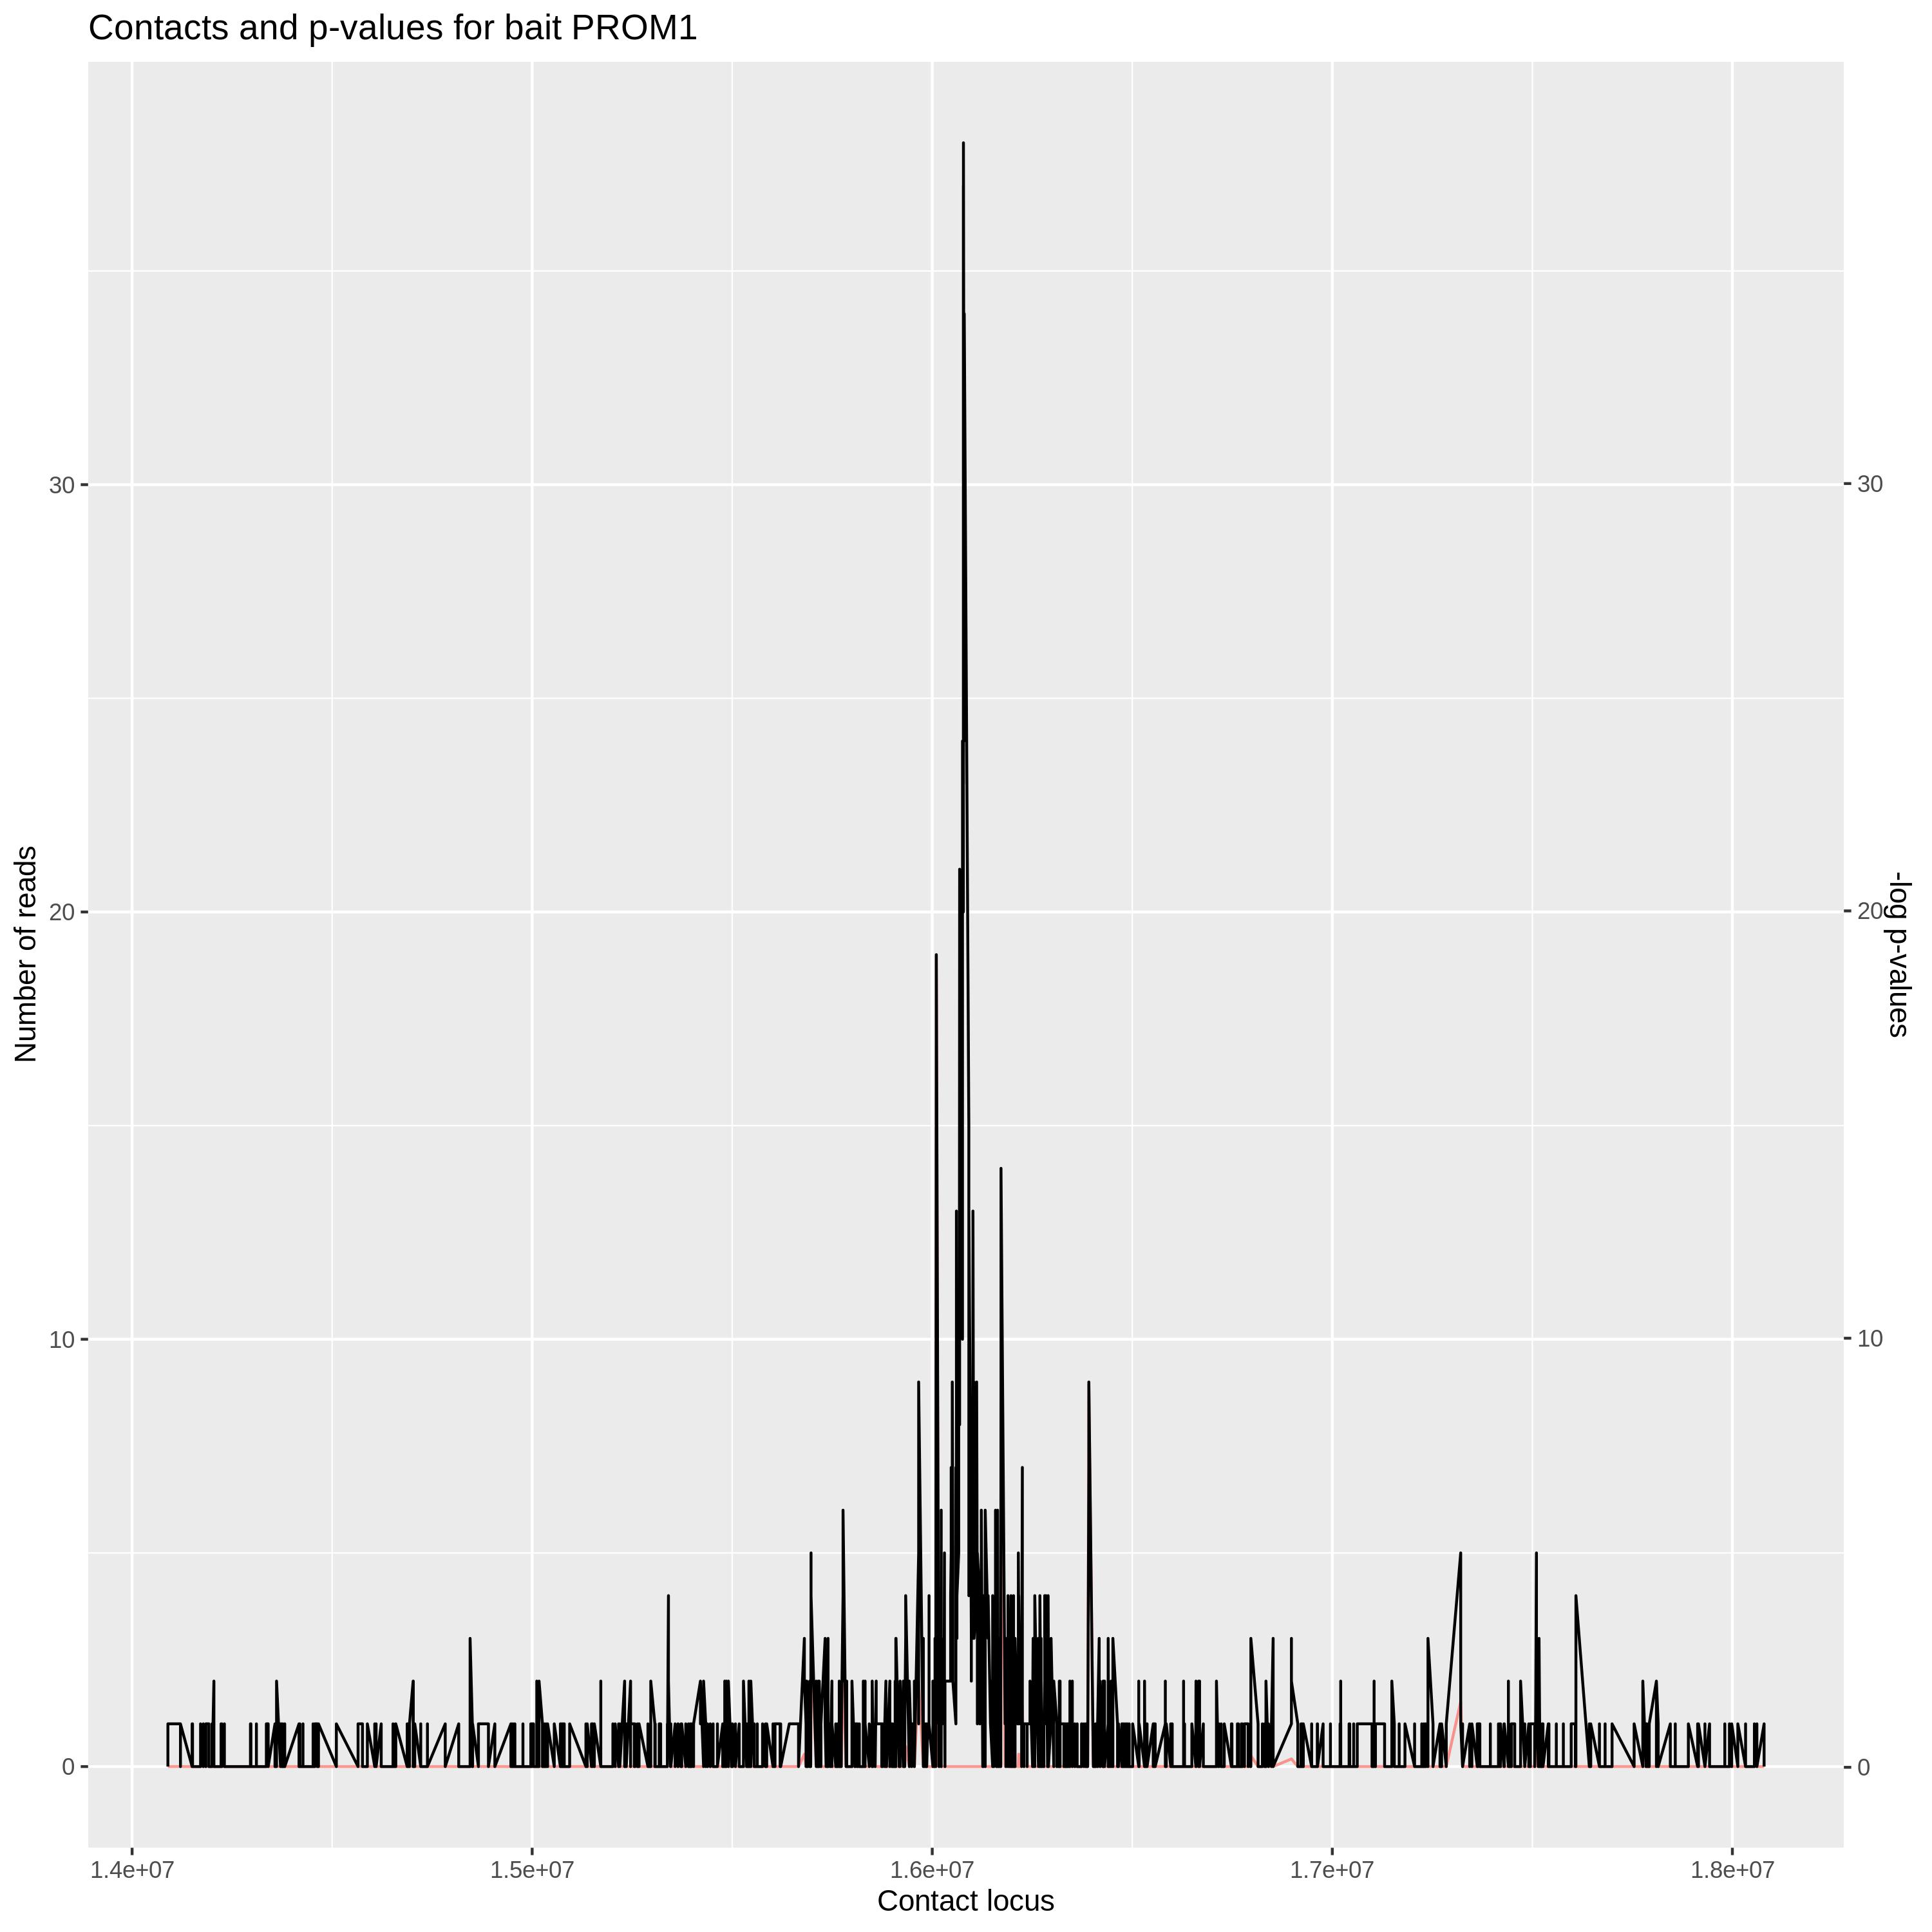 Contacts and p-values for bait PROM1
Number of reads
30
20
10
0
30
20
10
0
-log p-values
1.4e+07 1.5e+07 1.6e+07 1.7e+07 1.8e+07
Contact locus